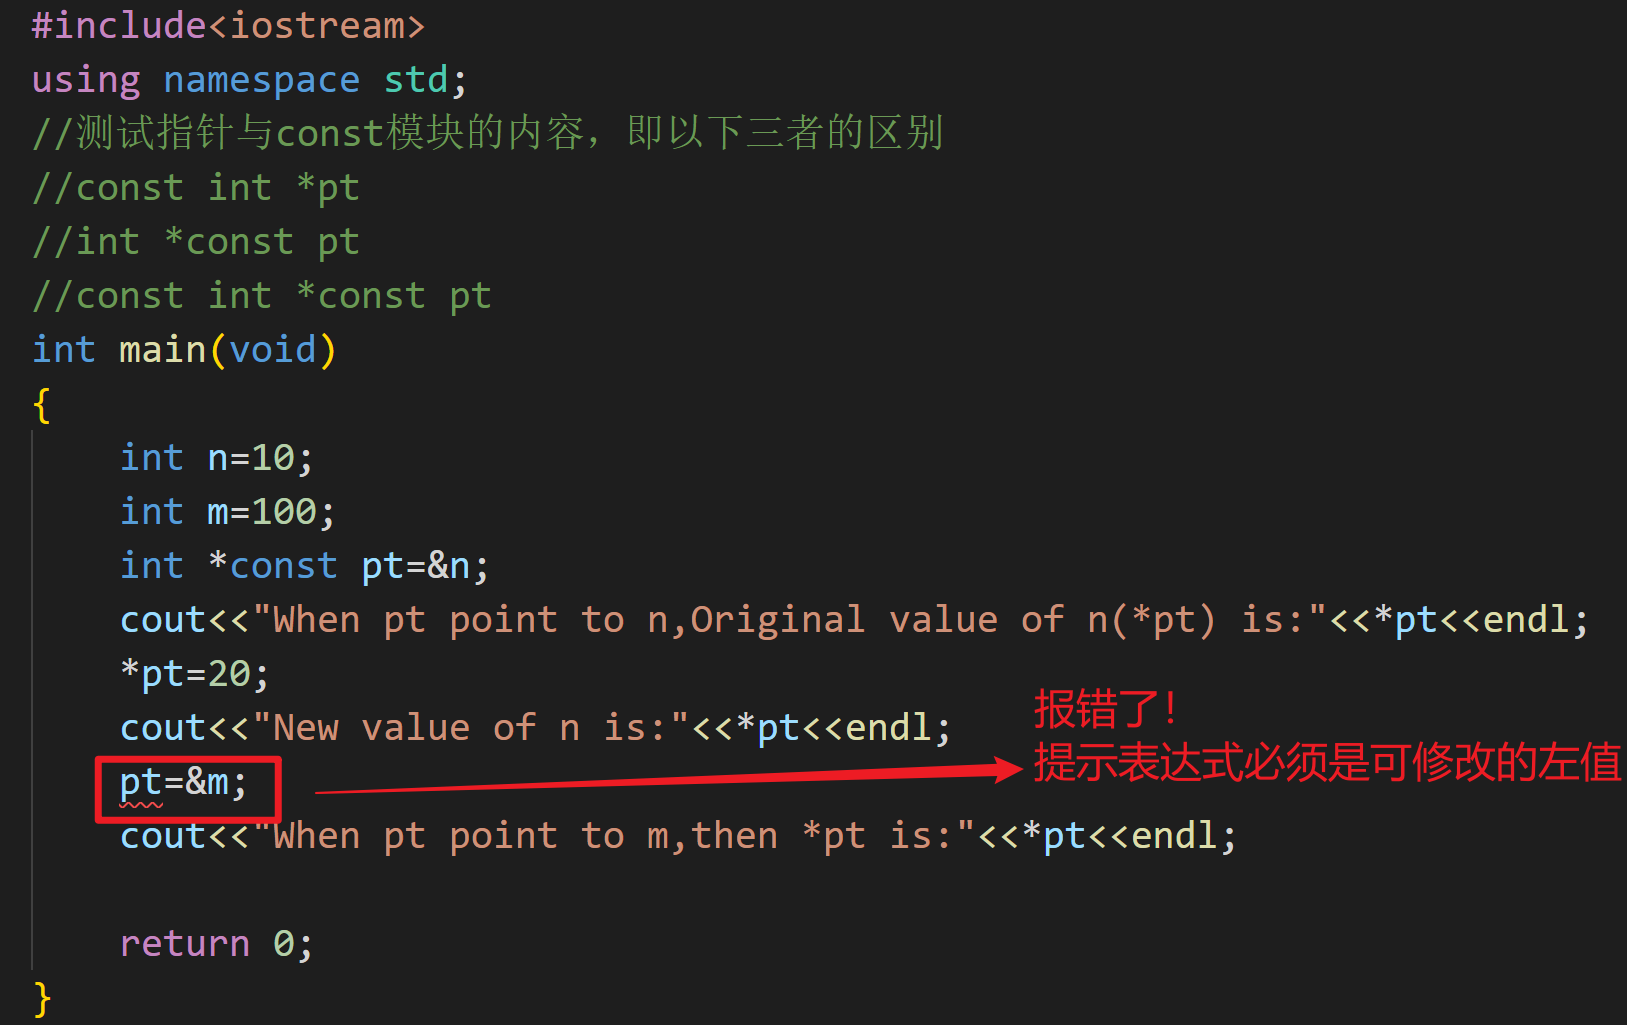 #include<iostream>
using namespace std;
//测试指针与const模块的内容，即以下三者的区别
//const int *pt
//int *const pt
//const int *const pt
int main(void)
{
    int n=10;
    int m=100;
    int *const pt=&n;
    cout<<"When pt point to n,Original value of n(*pt) is:"<<*pt<<endl;
    *pt=20;
    cout<<"New value of n is:"<<*pt<<endl;
报错了！
    pt=&m;
提示表达式必须是可修改的左值
    cout<<"When pt point to m,then *pt is:"<<*pt<<endl;
    return 0;
}